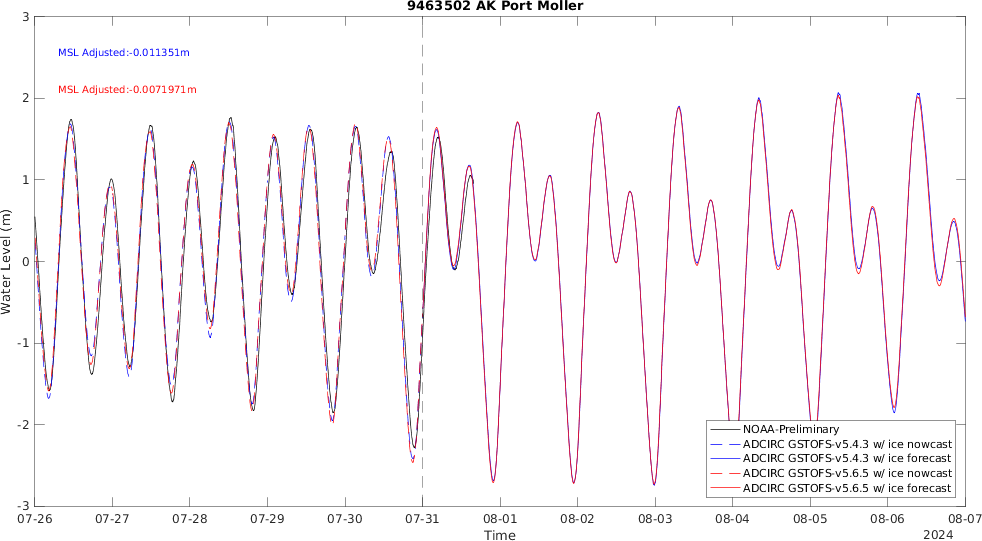 9463502 AK Port Moller
MSL Adjusted:-0.011351m
MSL Adjusted:-0.0071971m
Water Level (m)
3
2
1
0
-1
-2
-3
NOAA-Preliminary
ADCIRC GSTOFS-v5.4.3 w/ ice nowcast
ADCIRC GSTOFS-v5.4.3 w/ ice forecast
ADCIRC GSTOFS-v5.6.5 w/ ice nowcast
ADCIRC GSTOFS-v5.6.5 w/ ice forecast
07-26 07-27 07-28 07-29 07-30 07-31 08-01 08-02 08-03 08-04 08-05 08-06 08-07
Time
2024